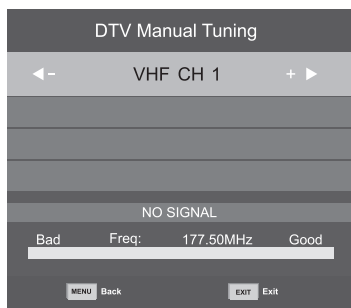 DTV Manual Tuning
- VHF CH 1 +
NO SIGNAL
Bad Freq: 177.50MHz Good
MENU Back EXIT Exit